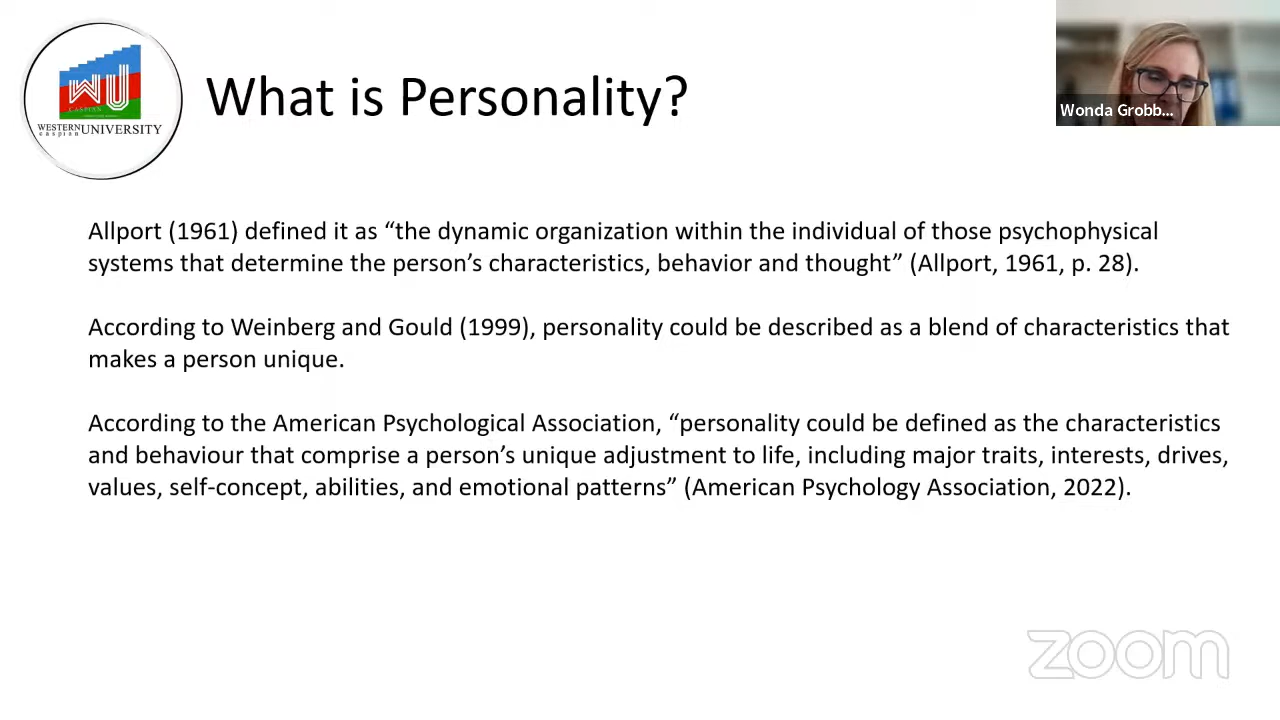 What is Personality?
Wonda Grobb...
WU
CASPIAN
WESTERN UNIVERSITY
caspian
Allport (1961) defined it as “the dynamic organization within the individual of those psychophysical
systems that determine the person’s characteristics, behavior and thought” (Allport, 1961, p. 28).
According to Weinberg and Gould (1999), personality could be described as a blend of characteristics that
makes a person unique.
According to the American Psychological Association, “personality could be defined as the characteristics
and behaviour that comprise a person’s unique adjustment to life, including major traits, interests, drives,
values, self-concept, abilities, and emotional patterns” (American Psychology Association, 2022).
zoom